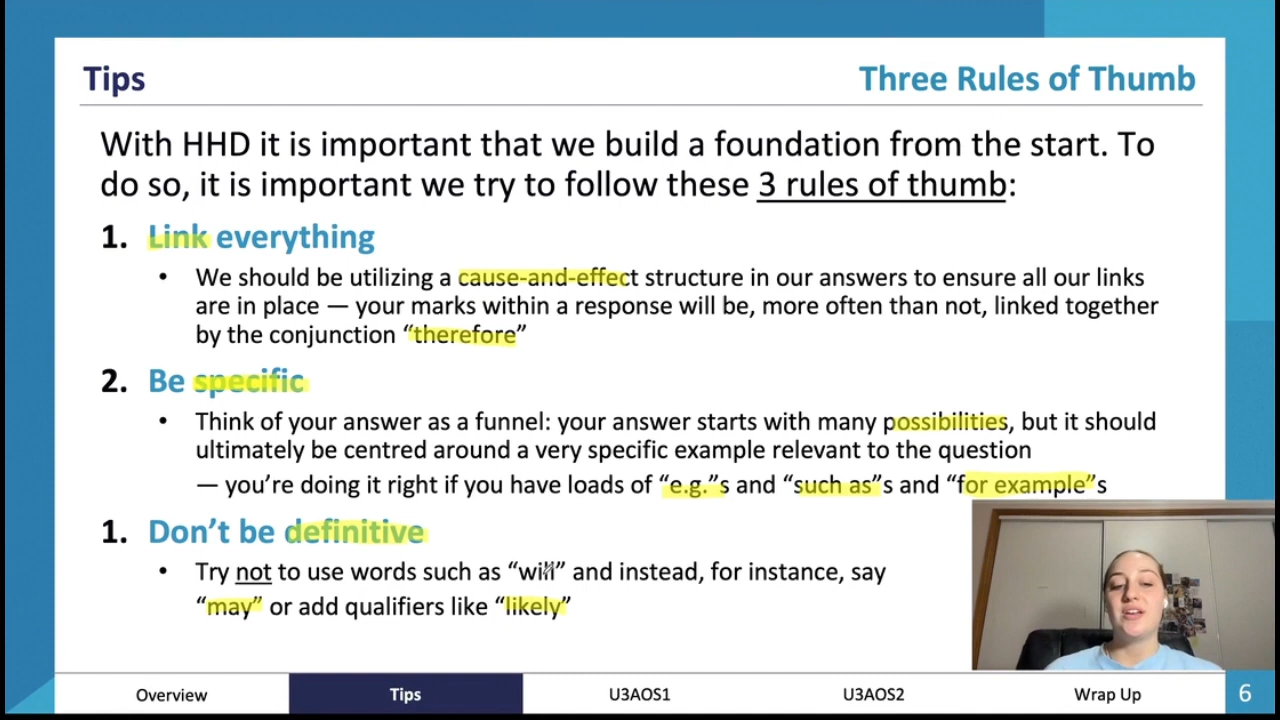 Tips
Three Rules of Thumb
With HHD it is important that we build a foundation from the start. To
do so, it is important we try to follow these 3 rules of thumb:
1. Link everything
• We should be utilizing a cause-and-effect structure in our answers to ensure all our links
are in place — your marks within a response will be, more often than not, linked together
by the conjunction “therefore”
2. Be specific
• Think of your answer as a funnel: your answer starts with many possibilities, but it should
ultimately be centred around a very specific example relevant to the question
— you’re doing it right if you have loads of “e.g.”s and “such as”s and “for example”s
1. Don’t be definitive
• Try not to use words such as “will” and instead, for instance, say
“may” or add qualifiers like “likely”
Overview
Tips
U3AOS1
U3AOS2
Wrap Up
6